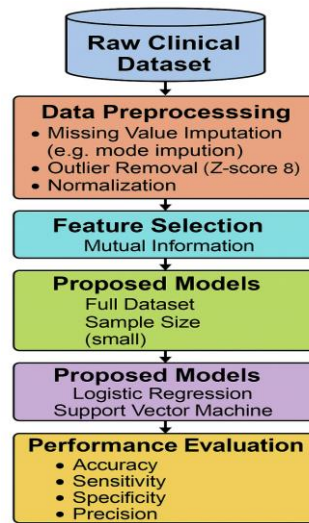 Raw Clinical
Dataset
Data Preprocesssing
• Missing Value Imputation
(e.g. mode impution)
• Outlier Removal (Z-score 8)
• Normalization
Feature Selection
Mutual Information
Proposed Models
Full Dataset
Sample Size
(small)
Proposed Models
Logistic Regression
Support Vector Machine
Performance Evaluation
• Accuracy
• Sensitivity
• Specificity
• Precision